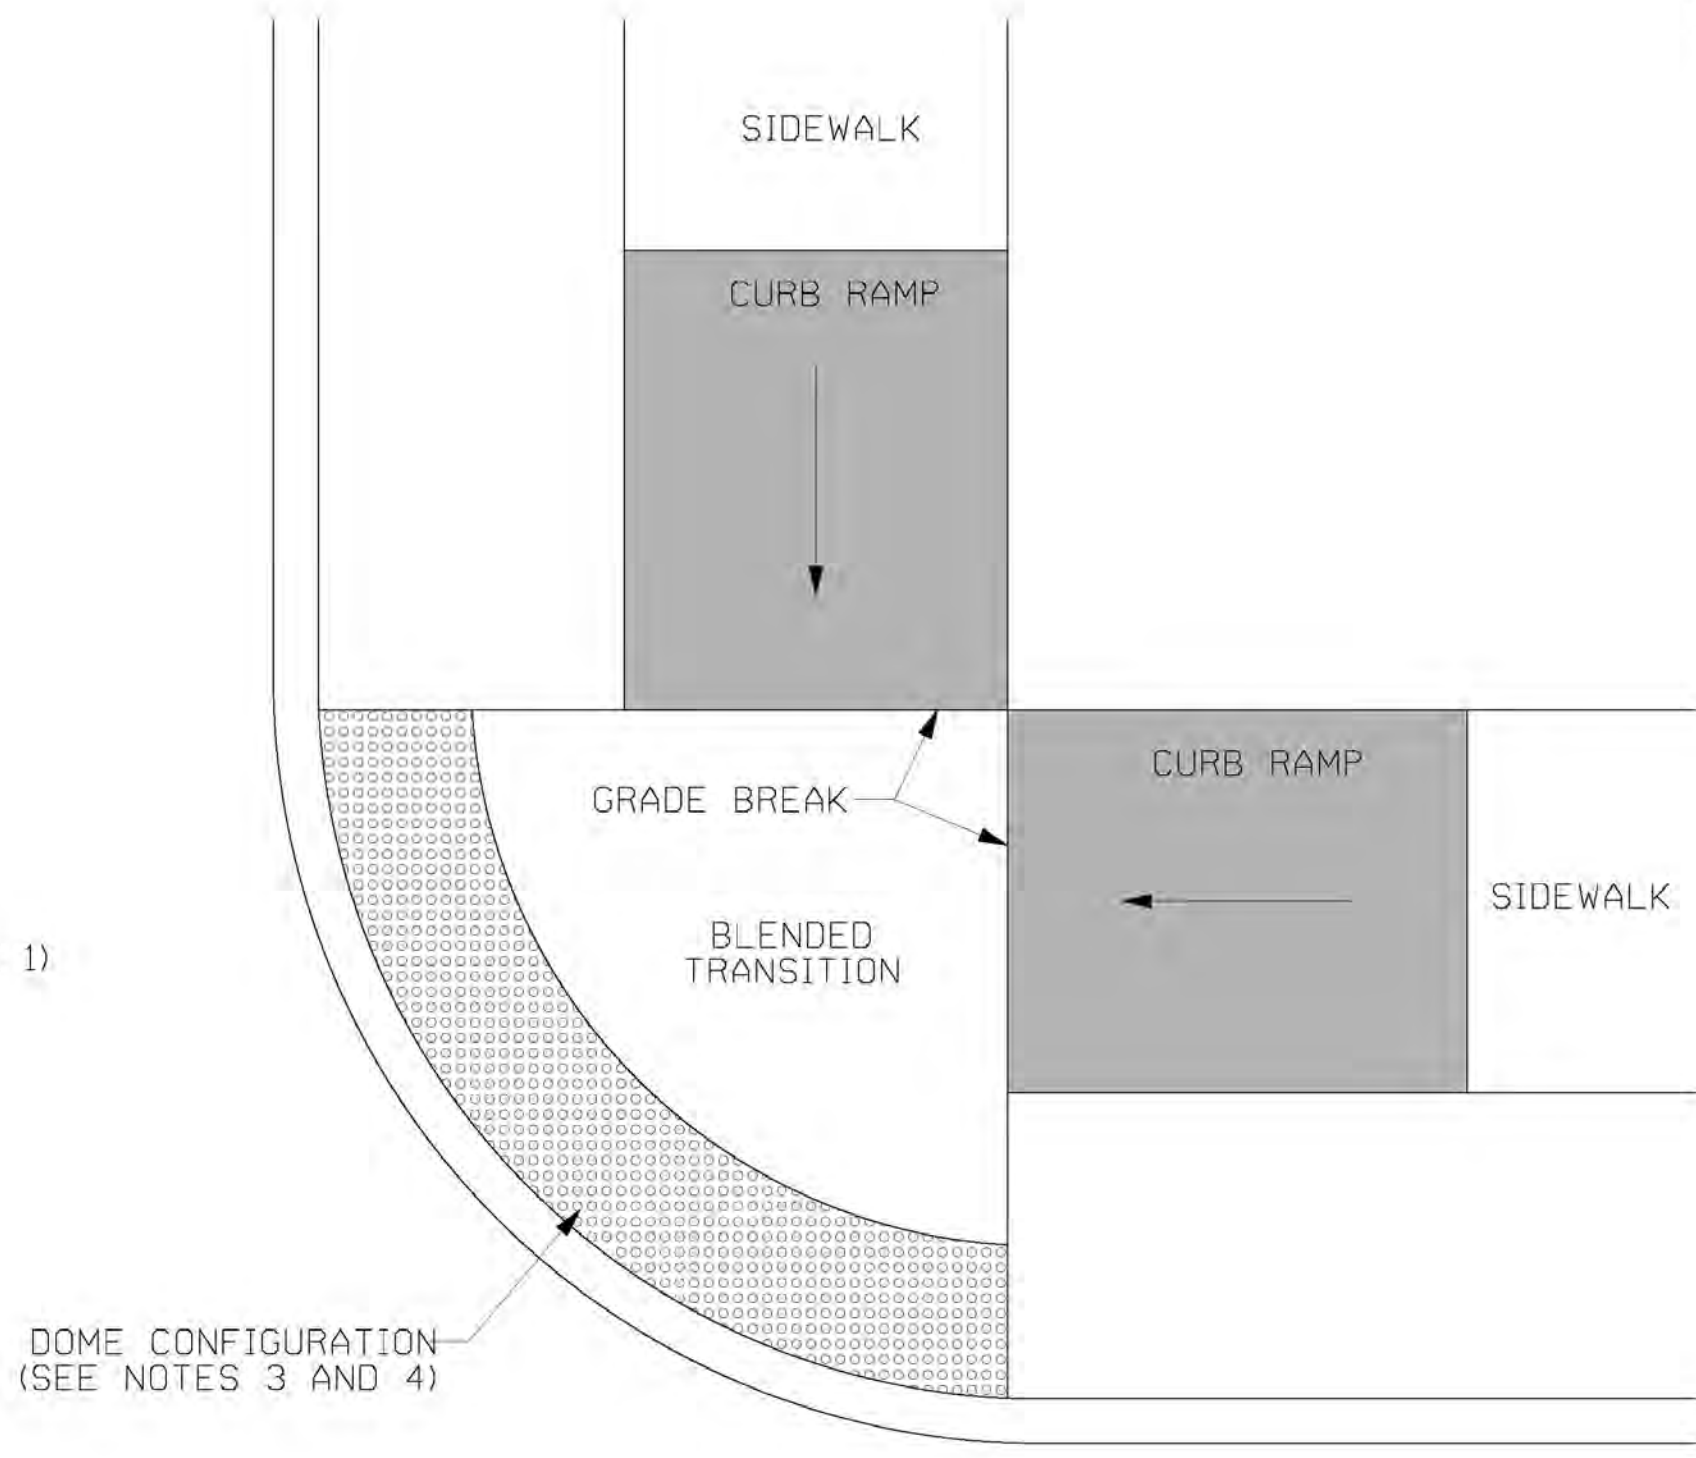 SIDEWALK
CURB RAMP
CURB RAMP
GRADE BREAK
SIDEWALK
BLENDED
TRANSITION
1)
DOME CONFIGURATION
(SEE NOTES 3 AND 4)